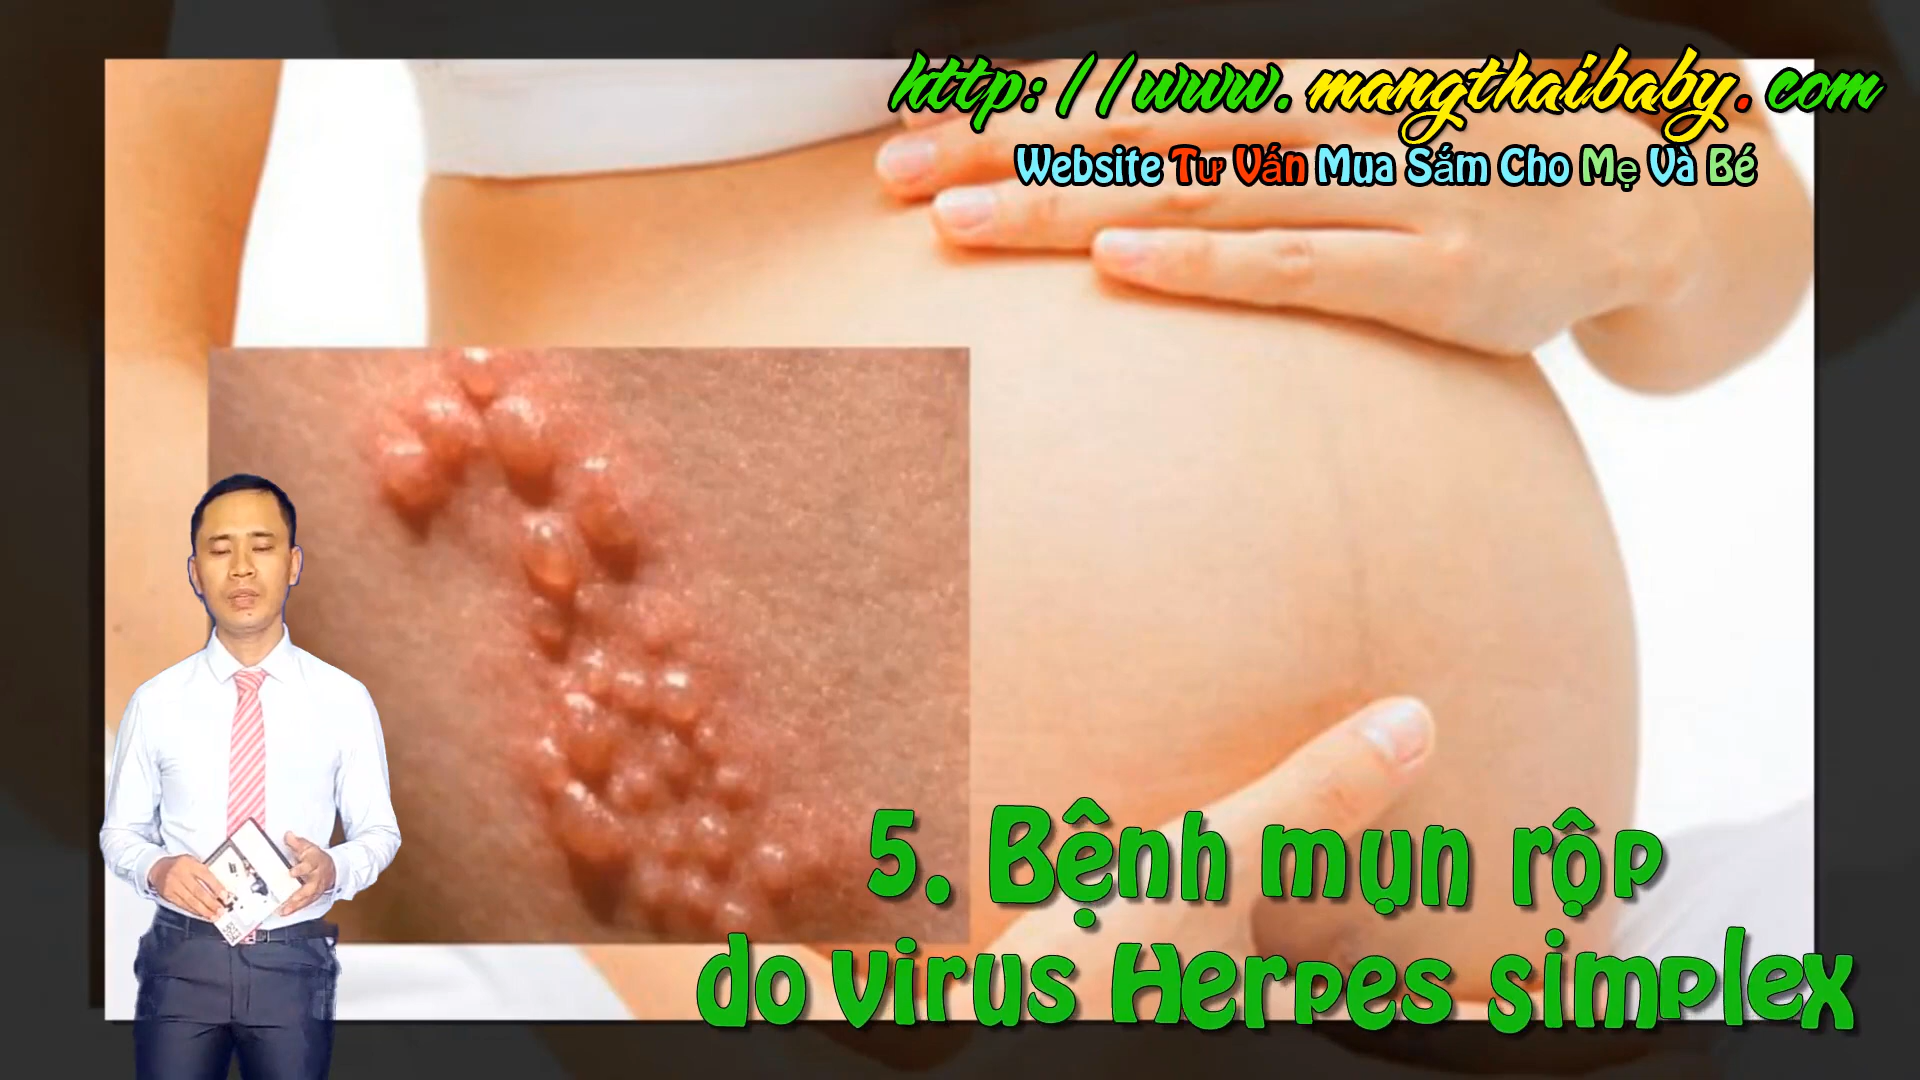 http://www.mangthaibaby.com
Website Tư Vấn Mua Sắm Cho Mẹ Và Bé
5. Bệnh mụn rộp
do virus Herpes simplex